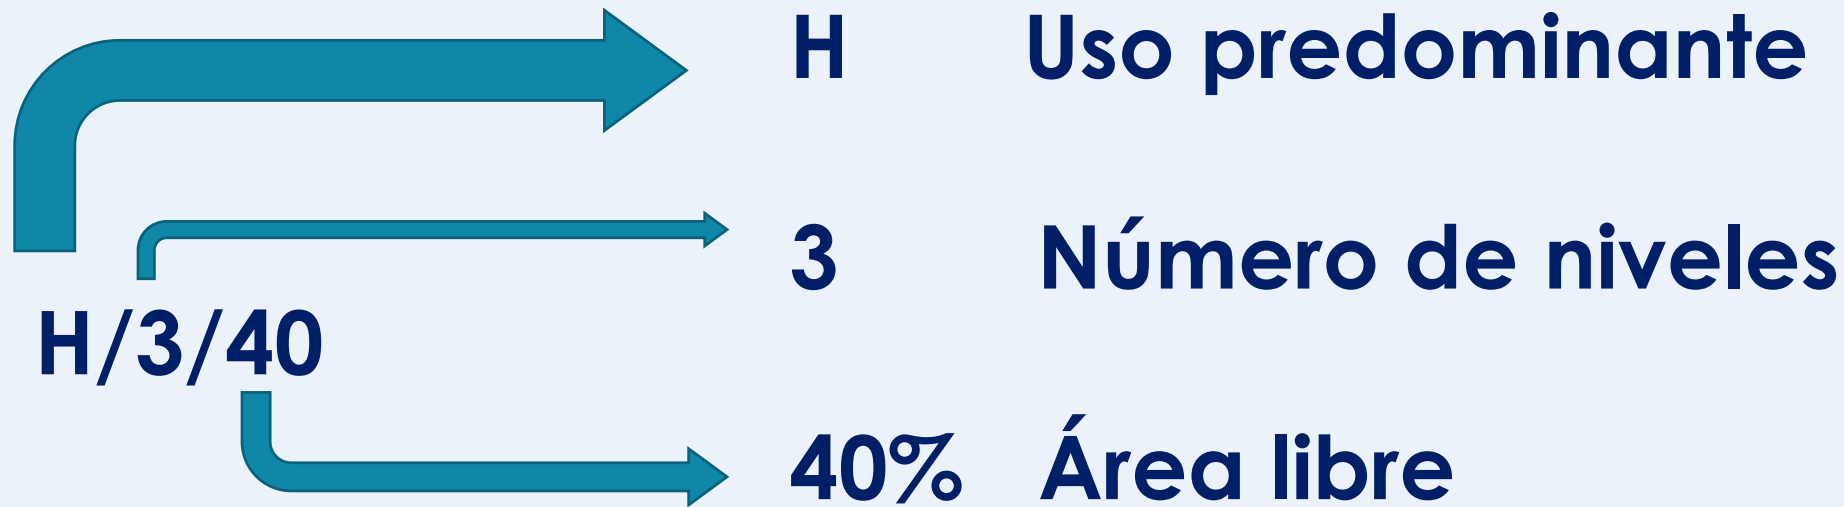 H Uso predominante
3 Número de niveles
H/3/40
40% Área libre